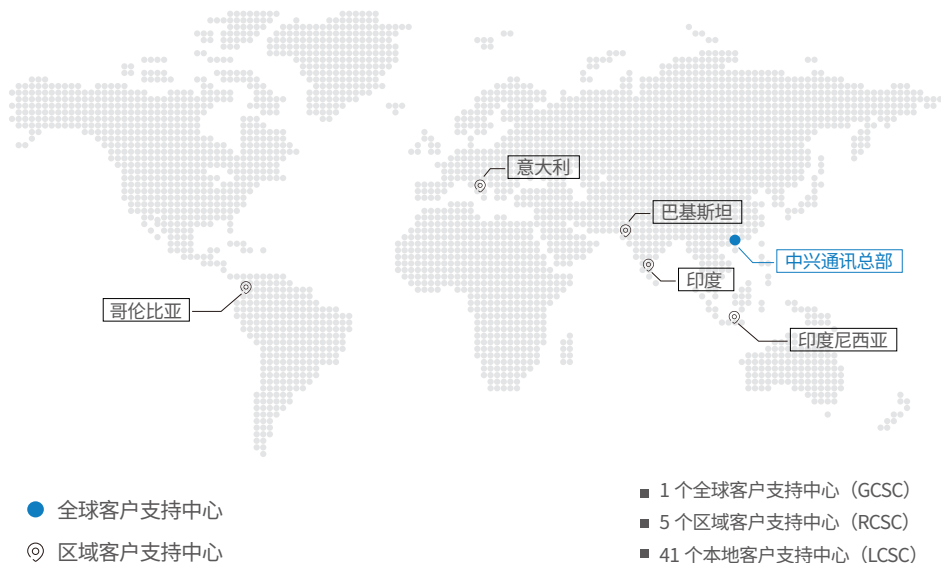 意大利
巴基斯坦
中兴通讯总部
印度
哥伦比亚
印度尼西亚
全球客户支持中心
区域客户支持中心
1 个全球客户支持中心（GCSC）
5 个区域客户支持中心（RCSC）
41 个本地客户支持中心（LCSC）